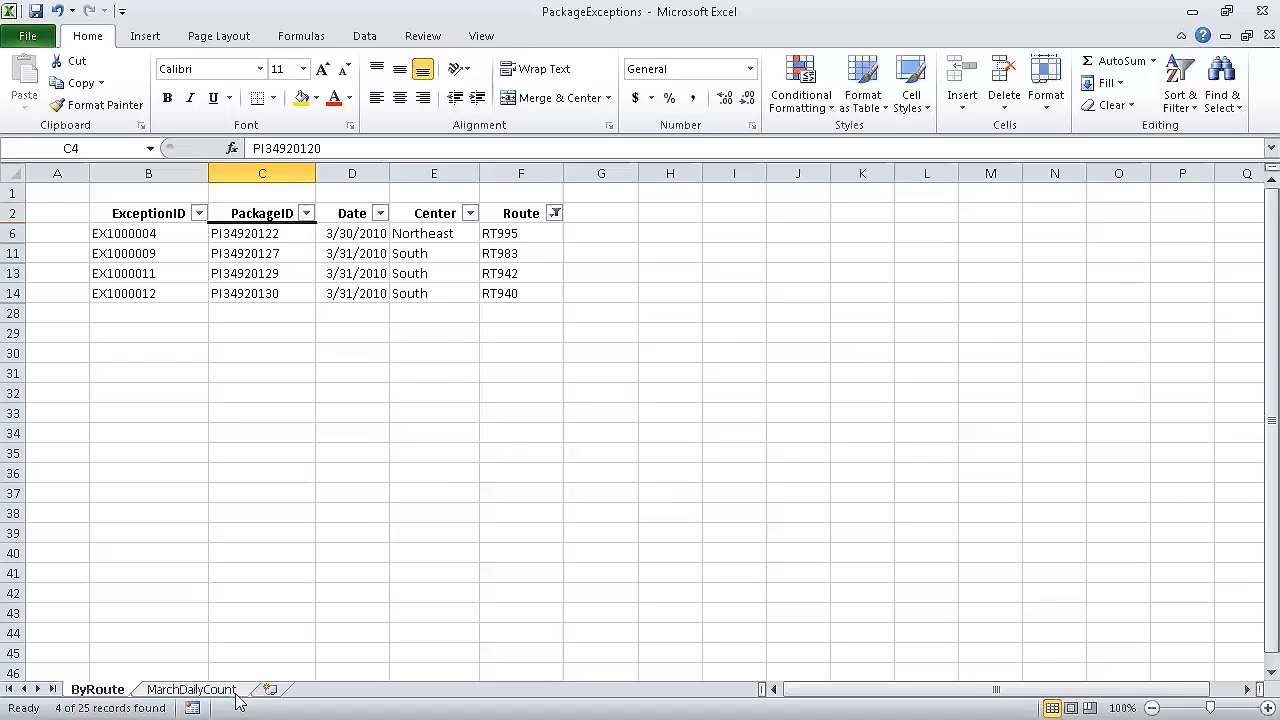 PackageExceptions - Microsoft Excel
File Home Insert Page Layout Formulas Data Review View
Cut
Copy
Format Painter
Paste
Clipboard
Calibri 11
B I U
Font
Wrap Text
Merge & Center
Alignment
General
$ % ,
Number
Conditional Formatting
Format as Table
Cell Styles
Styles
Insert Delete Format
Cells
AutoSum
Fill
Clear
Sort & Filter
Find & Select
Editing
C4 fx PI34920120
A B C D E F G H I J K L M N O P Q
1
2 ExceptionID PackageID Date Center Route
6 EX1000004 PI34920122 3/30/2010 Northeast RT995
11 EX1000009 PI34920127 3/31/2010 South RT983
13 EX1000011 PI34920129 3/31/2010 South RT942
14 EX1000012 PI34920130 3/31/2010 South RT940
28
29
30
31
32
33
34
35
36
37
38
39
40
41
42
43
44
45
46
ByRoute MarchDailyCount
Ready 4 of 25 records found 100%